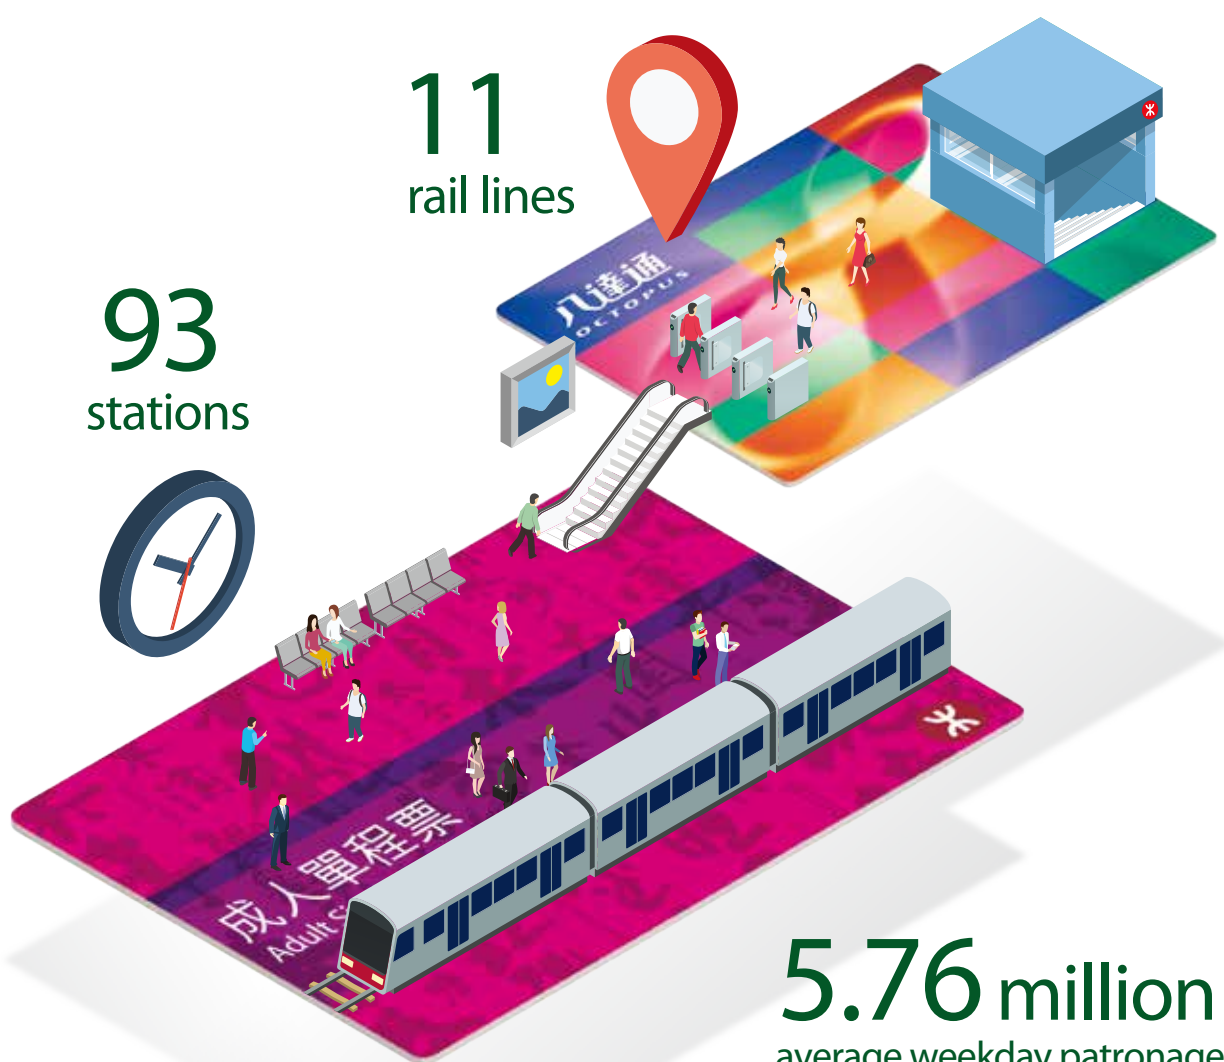 11
rail lines
八達通
OCTOPUS
93
stations
成人單程票
Adult
5.76 million
average weekday patronage